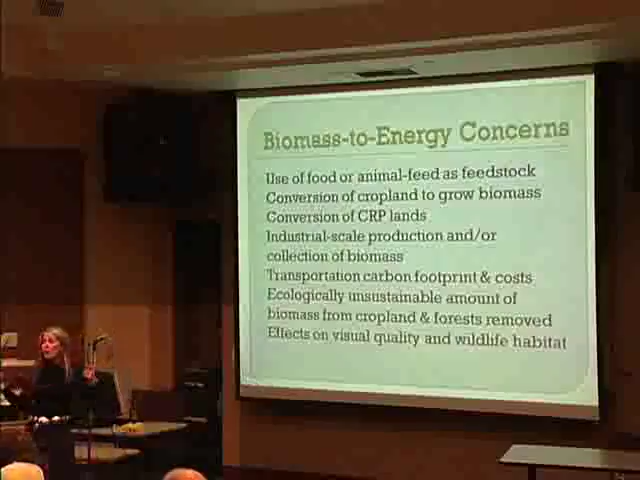 Biomass-to-Energy Concerns
Use of food or animal-feed as feedstock
Conversion of cropland to grow biomass
Conversion of CRP lands
Industrial-scale production and/or
collection of biomass
Transportation carbon footprint & costs
Ecologically unsustainable amount of
biomass from cropland & forests removed
Effects on visual quality and wildlife habitat